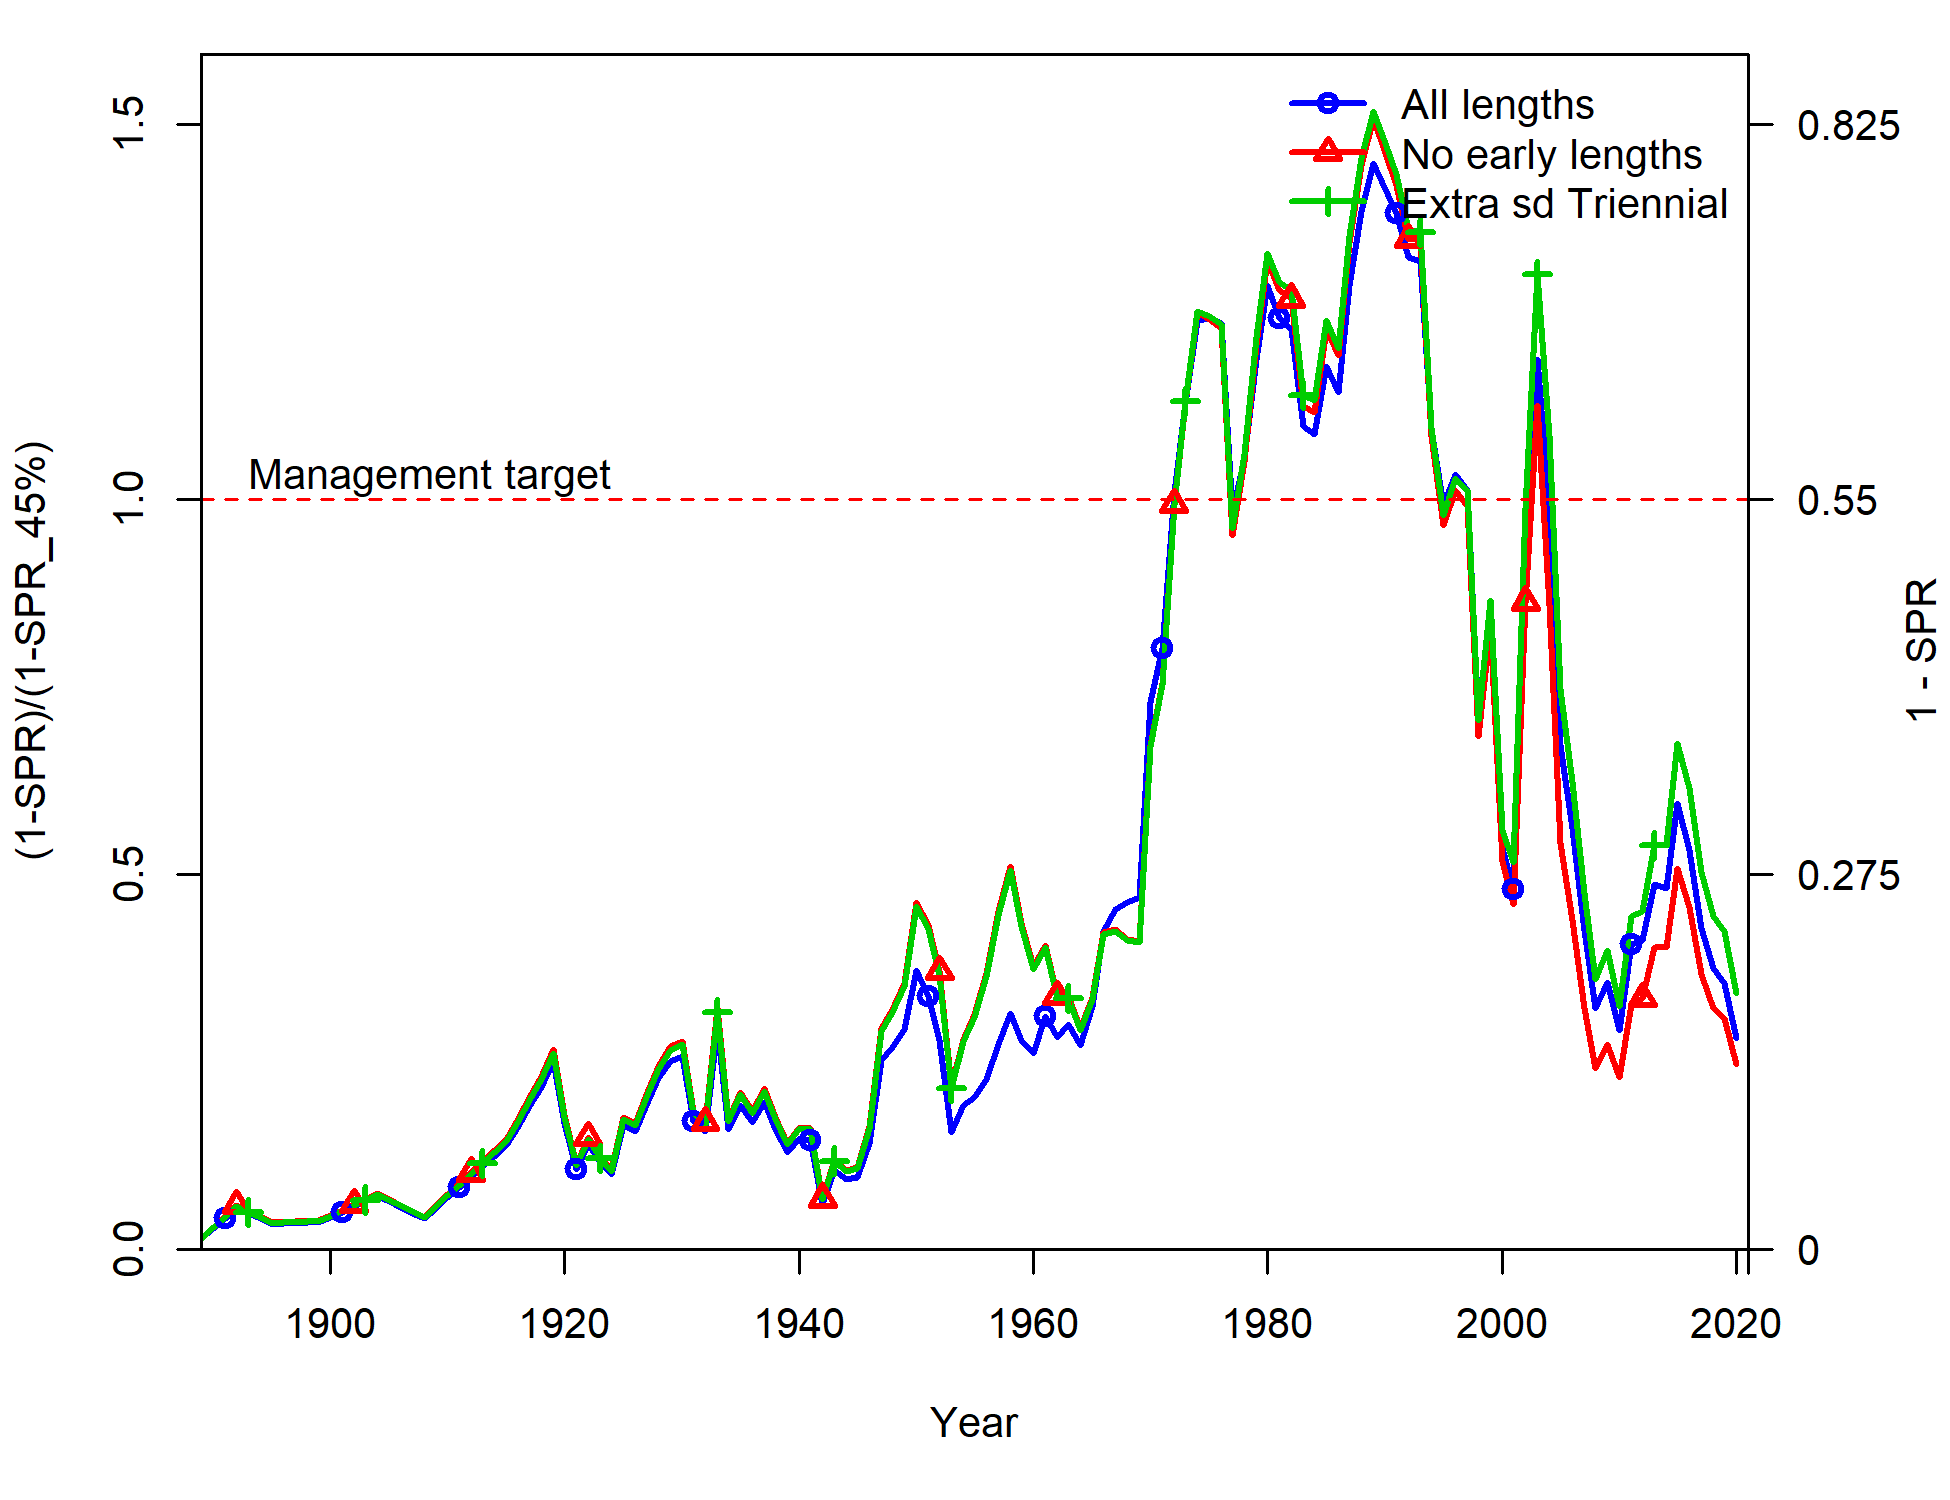 All lengths
No early lengths
Extra sd Triennial
Management target
(1-SPR)/(1-SPR_45%)
1.5
1.0
0.5
0.0
0.825
0.55
0.275
0
1 - SPR
1900
1920
1940
1960
1980
2000
2020
Year